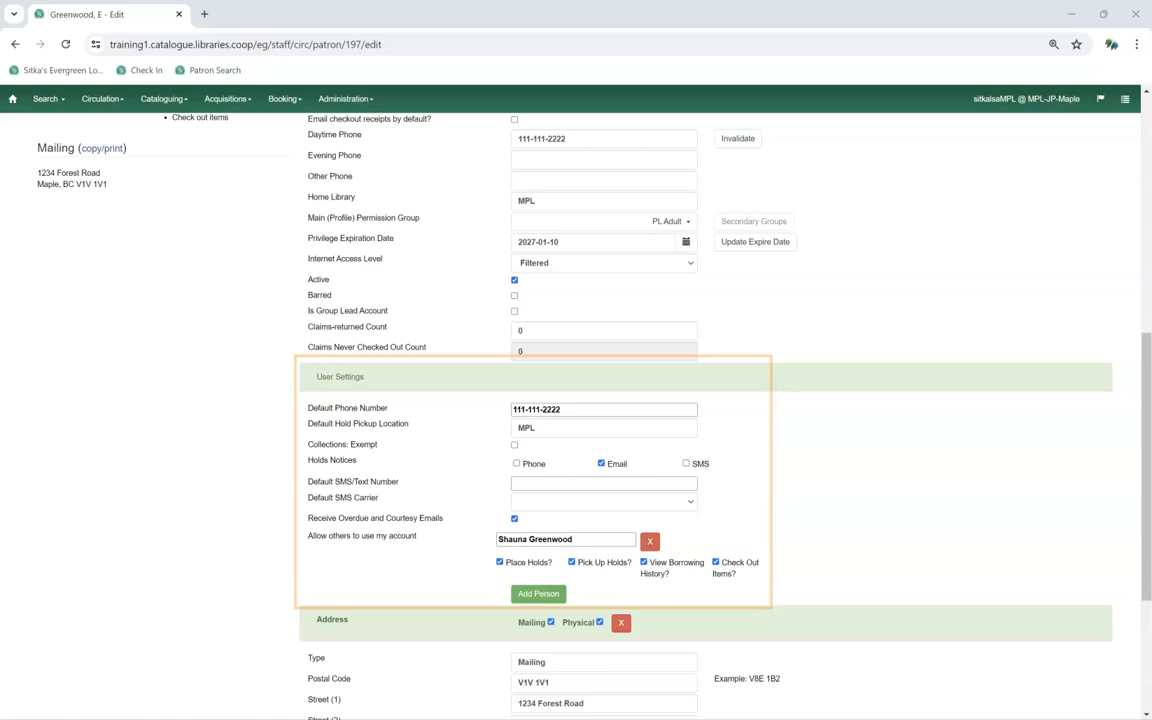 Greenwood, E - Edit
training1.catalogue.libraries.coop/eg/staff/circ/patron/197/edit
Sitka's Evergreen Lo... Check In Patron Search
Search Circulation Cataloguing Acquisitions Booking Administration sitkalsaMPL @ MPL-JP-Maple
Check out items
Mailing (copy/print)
1234 Forest Road
Maple, BC V1V 1V1
Email checkout receipts by default?
Daytime Phone 111-111-2222 Invalidate
Evening Phone
Other Phone
Home Library MPL
Main (Profile) Permission Group PL Adult Secondary Groups
Privilege Expiration Date 2027-01-10 Update Expire Date
Internet Access Level Filtered
Active
Barred
Is Group Lead Account
Claims-returned Count 0
Claims Never Checked Out Count 0
User Settings
Default Phone Number 111-111-2222
Default Hold Pickup Location MPL
Collections: Exempt
Holds Notices Phone Email SMS
Default SMS/Text Number
Default SMS Carrier
Receive Overdue and Courtesy Emails
Allow others to use my account Shauna Greenwood X
Place Holds? Pick Up Holds? View Borrowing History? Check Out Items?
Add Person
Address Mailing Physical X
Type Mailing
Postal Code V1V 1V1 Example: V8E 1B2
Street (1) 1234 Forest Road